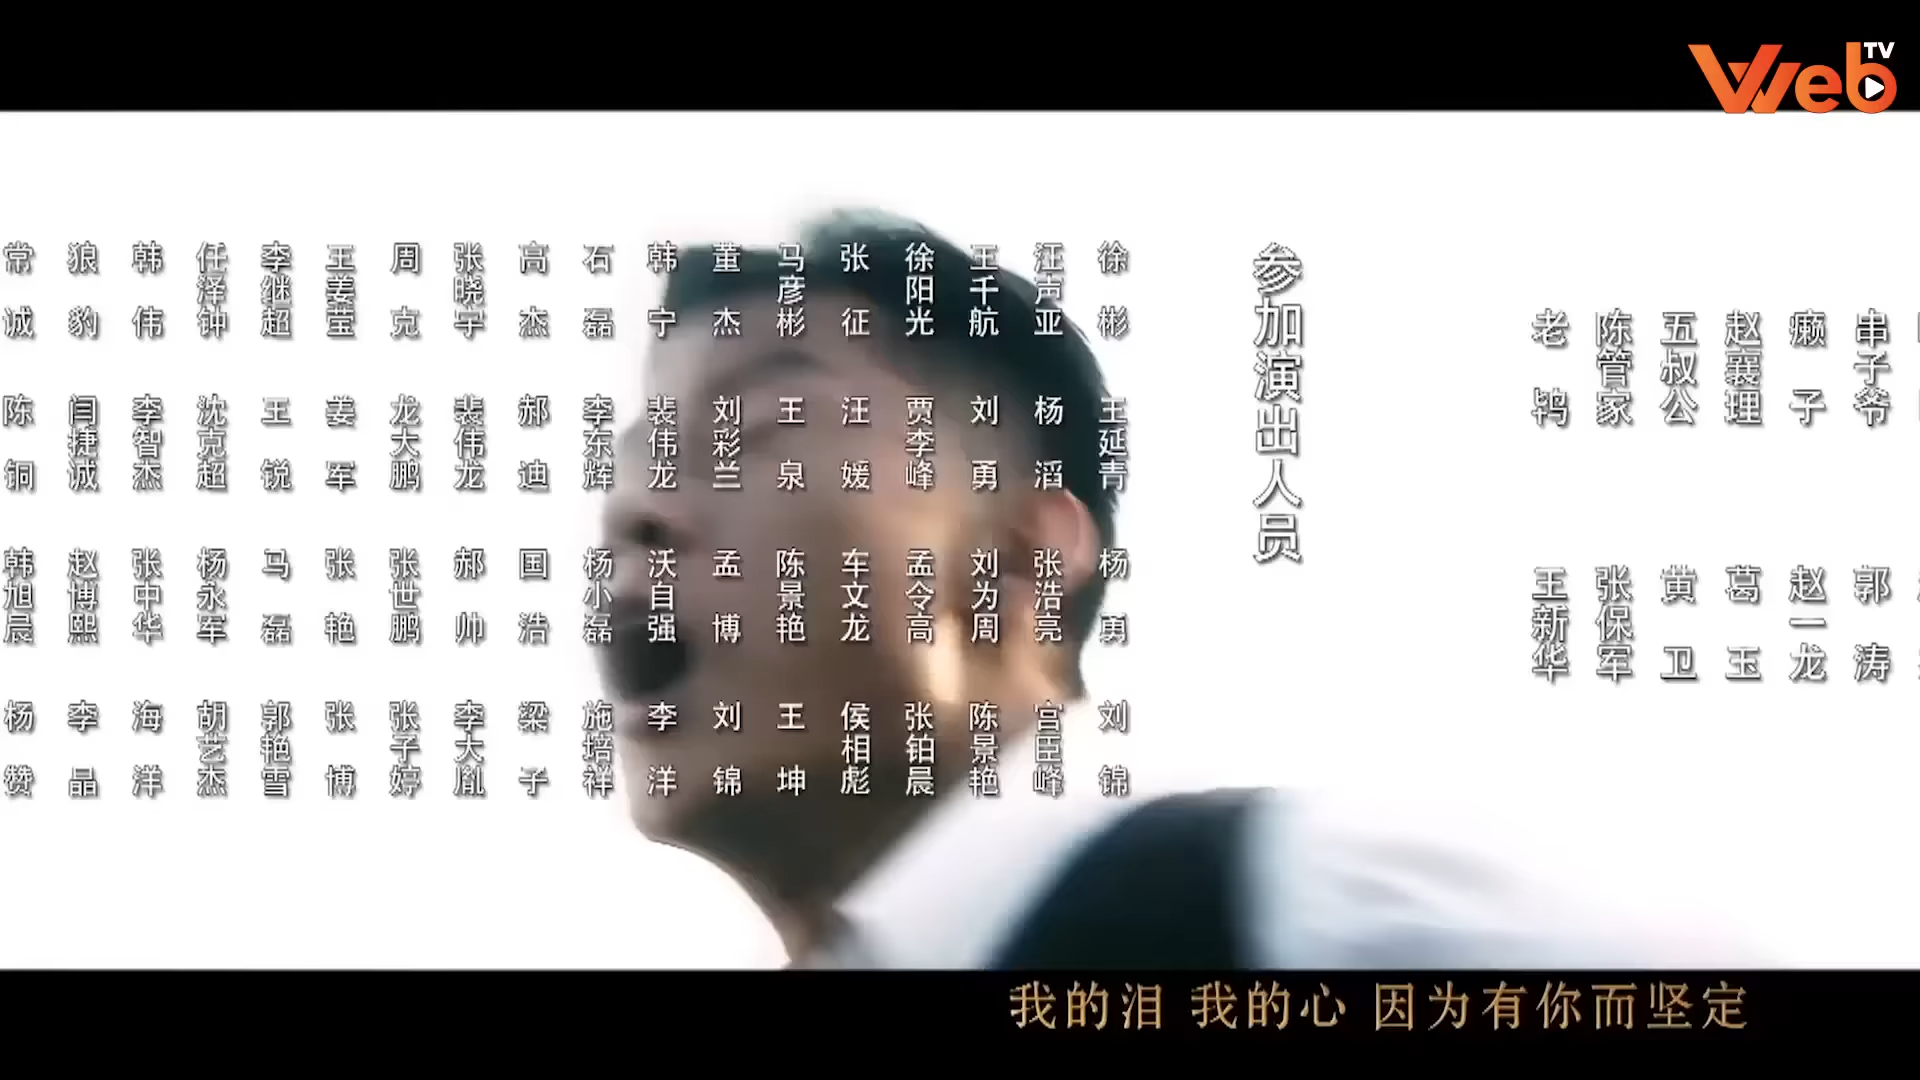 Web TV
串子爷 郭涛
癞子 赵一龙
赵襄理 葛玉
五叔公 黄卫
陈管家 张保军
老鸨 王新华
参加演出人员
徐彬 王延青 杨勇 刘锦
汪声亚 杨滔 张浩亮 宫臣峰
王千航 刘勇 刘为周 陈景艳
徐阳光 贾李峰 孟令高 张铂晨
张征 汪媛 车文龙 侯相彪
马彦彬 王泉 陈景艳 王坤
董杰 刘彩兰 孟博 刘锦
韩宁 裴伟龙 沃自强 李洋
石磊 李东辉 杨小磊 施培祥
高杰 郝迪 国浩 梁子
张晓宇 裴伟龙 郝帅 李大胤
周克 龙大鹏 张世鹏 张子婷
王姜莹 姜军 张艳 张博
李继超 王锐 马磊 郭艳雪
任泽钟 沈克超 杨永军 胡艺杰
韩伟 李智杰 张中华 海洋
狼豹 闫捷诚 赵博熙 李晶
常诚 陈铜 韩旭晨 杨赞
我的泪 我的心 因为有你而坚定